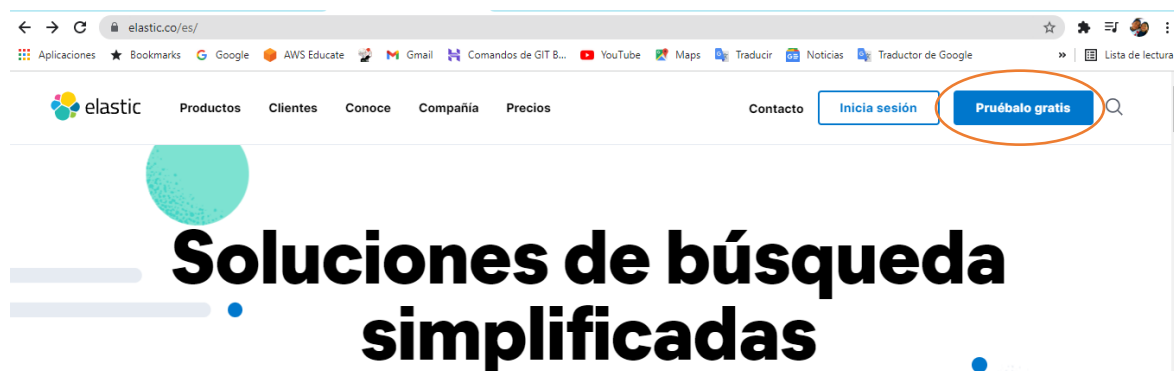 elastic.co/es/
Aplicaciones Bookmarks Google AWS Educate Gmail Comandos de GIT B... YouTube Maps Traducir Noticias Traductor de Google » Lista de lectura
elastic Productos Clientes Conoce Compañía Precios Contacto Inicia sesión Pruébalo gratis
Soluciones de búsqueda
simplificadas